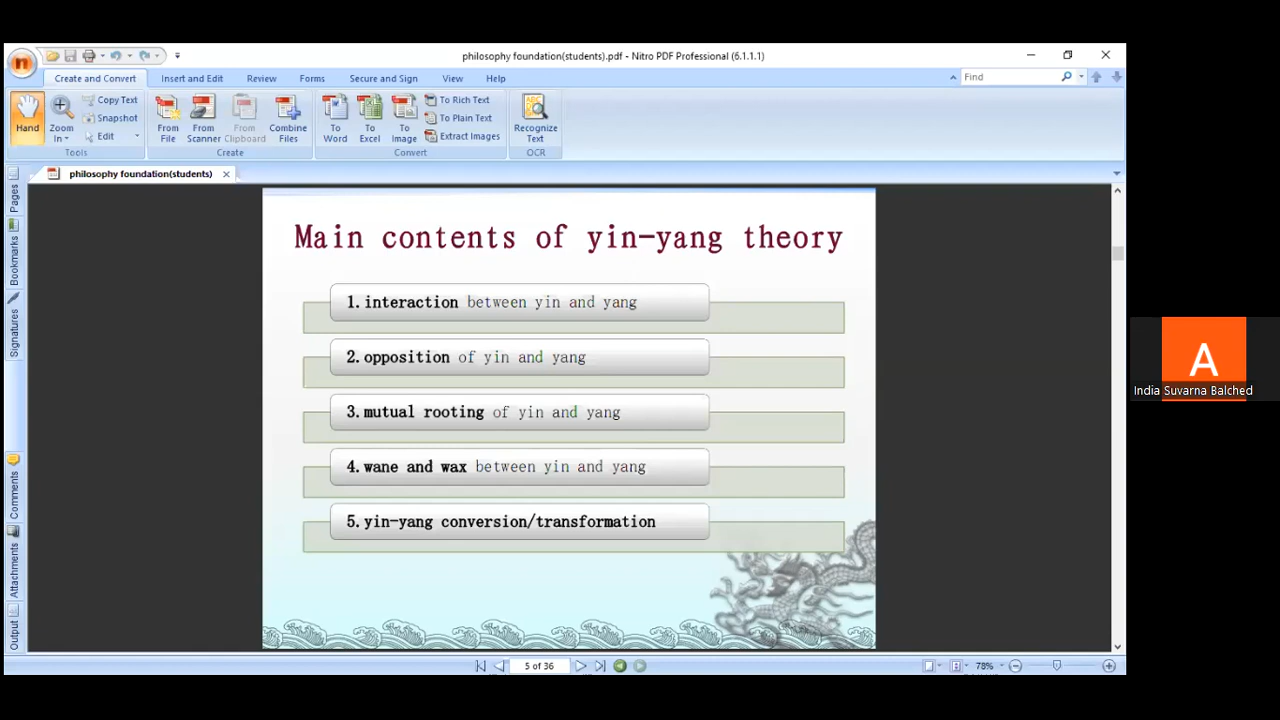 philosophy foundation(students).pdf - Nitro PDF Professional (6.1.1.1)
Create and Convert Insert and Edit Review Forms Secure and Sign View Help Find
Hand Zoom In Copy Text Snapshot Edit From File From Scanner From Clipboard Combine Files To Word To Excel To Image To Rich Text To Plain Text Extract Images Recognize Text
Tools Create Convert OCR
philosophy foundation(students)
Pages
Bookmarks
Signatures
Comments
Attachments
Output
Main contents of yin-yang theory
1.interaction between yin and yang
2.opposition of yin and yang
3.mutual rooting of yin and yang
4.wane and wax between yin and yang
5.yin-yang conversion/transformation
A
India Suvarna Balched
5 of 36 78%